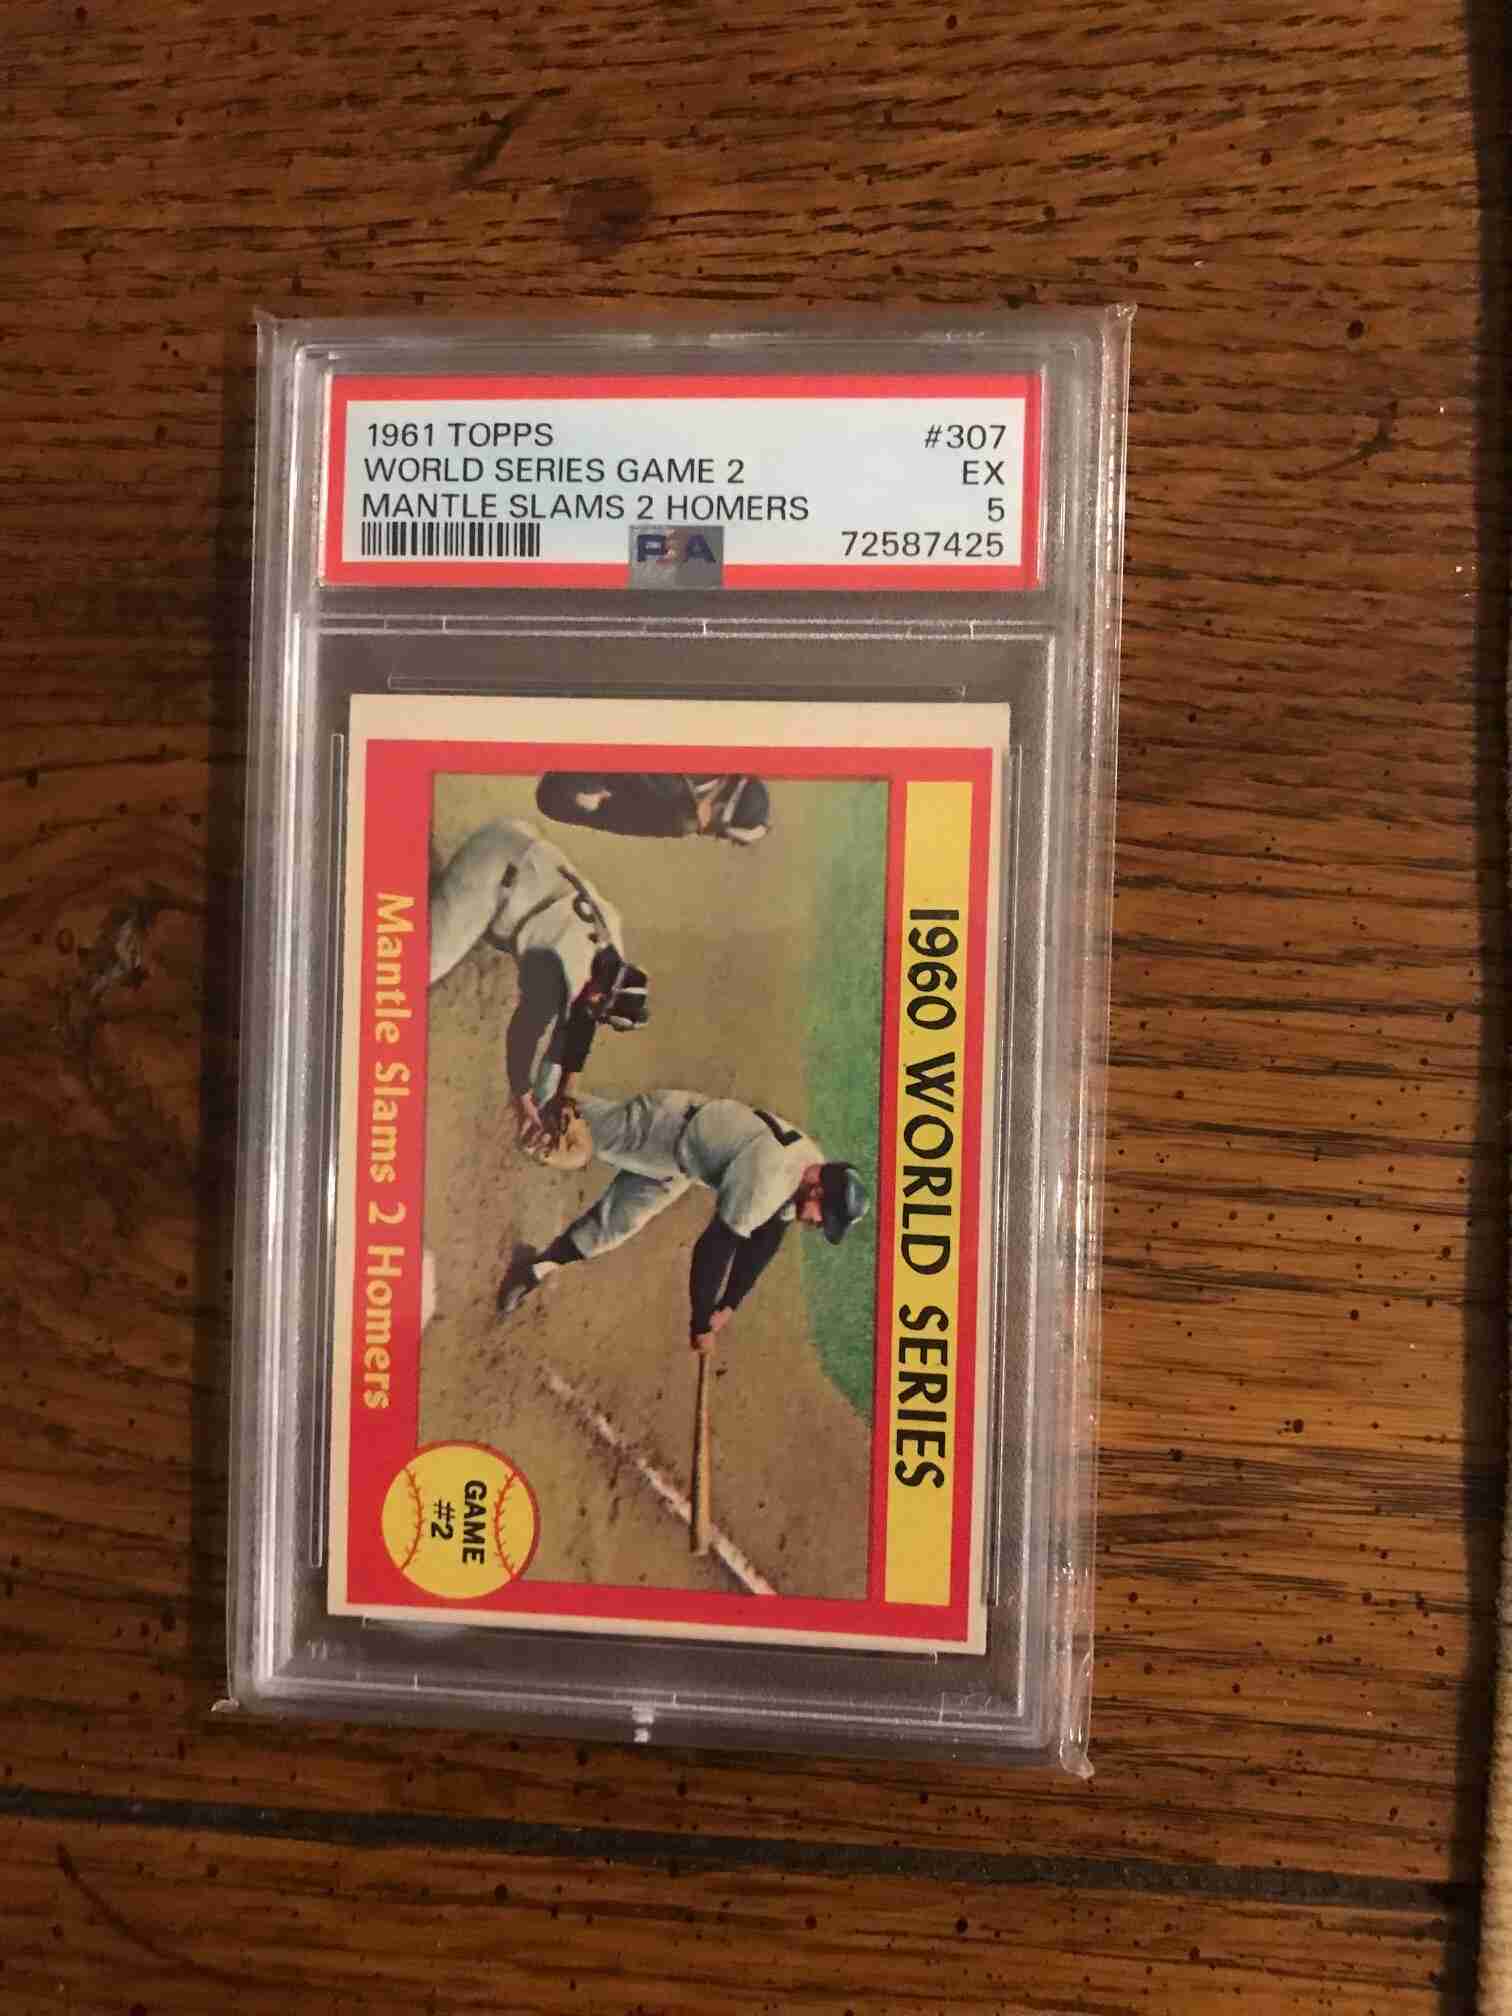 1961 TOPPS #307
WORLD SERIES GAME 2 EX
MANTLE SLAMS 2 HOMERS 5
PSA 72587425
1960 WORLD SERIES
Mantle Slams 2 Homers
GAME
#2